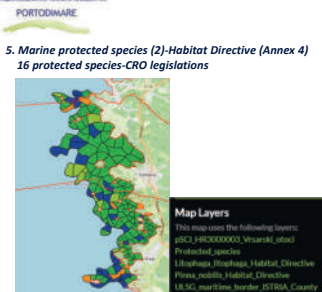 PORTODIMARE
5. Marine protected species (2)-Habitat Directive (Annex 4)
16 protected species-CRO legislations
Map Layers
This map uses the following layers:
pSCI_HR3000003_Vrsarski_otoci
Protected_species
Litophaga_litophaga_Habitat_Directive
Pinna_nobilis_Habitat_Directive
ULSG_maritime_border_ISTRIA_County